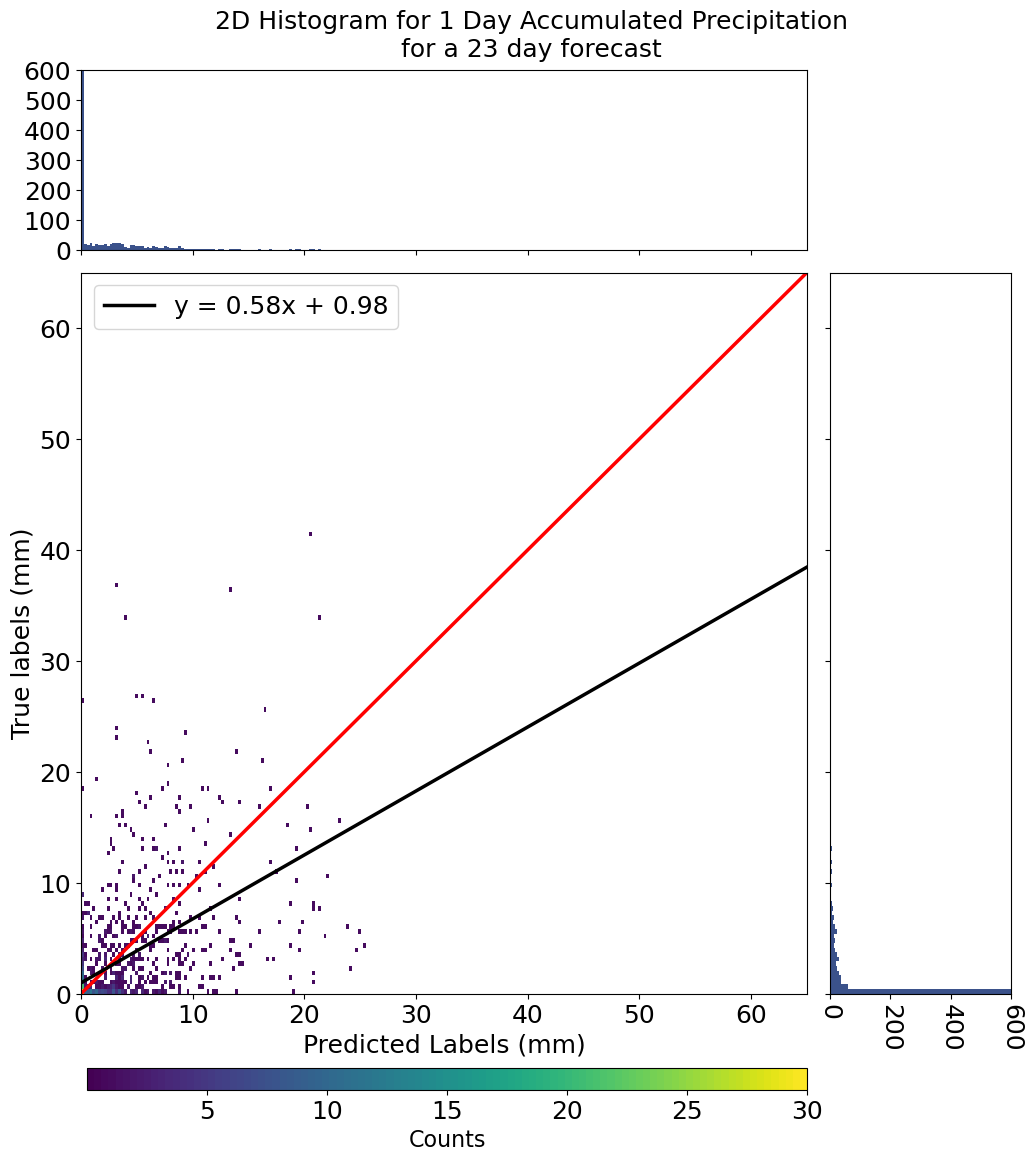 2D Histogram for 1 Day Accumulated Precipitation
for a 23 day forecast
600
500
400
300
200
100
0
y = 0.58x + 0.98
60
50
40
30
20
10
0
True labels (mm)
0 10 20 30 40 50 60
Predicted Labels (mm)
0 200 400 600
5 10 15 20 25 30
Counts